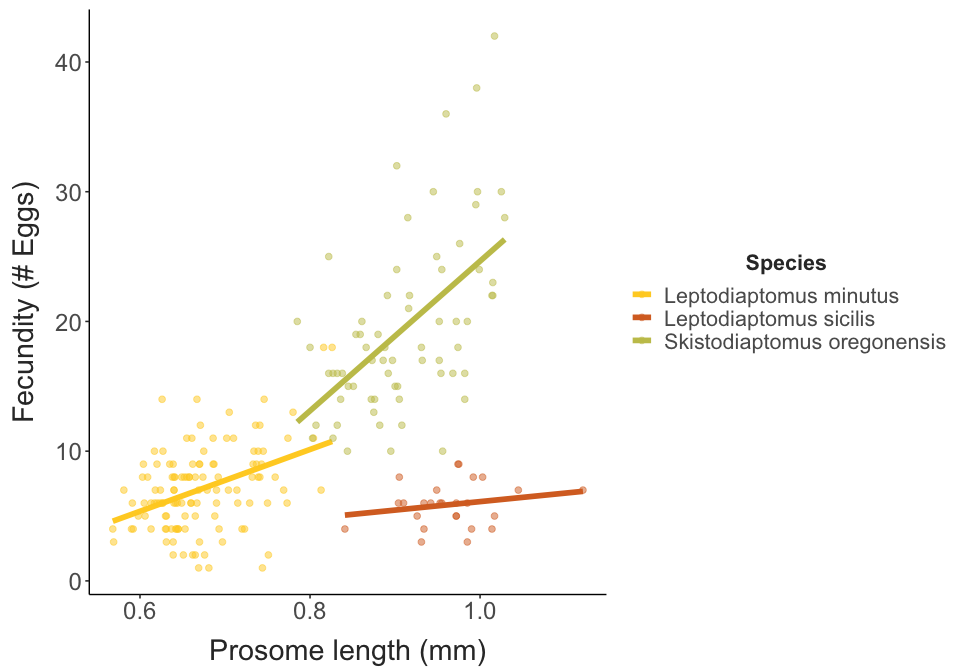 Fecundity (# Eggs)
40
30
20
10
0
0.6
0.8
1.0
Prosome length (mm)
Species
Leptodiaptomus minutus
Leptodiaptomus sicilis
Skistodiaptomus oregonensis